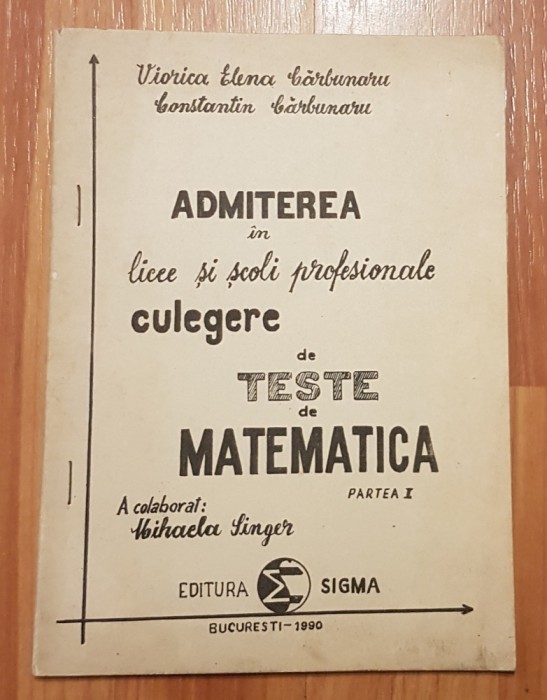 Viorica Elena Cărbunaru
Constantin Cărbunaru
ADMITEREA
în
licee și școli profesionale
culegere
de
TESTE
de
MATEMATICA
PARTEA I
A colaborat:
Mihaela Singer
EDITURA Σ SIGMA
BUCURESTI-1990